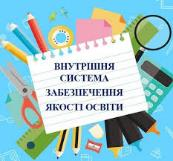 ВНУТРІШНЯ
СИСТЕМА
ЗАБЕЗПЕЧЕННЯ
ЯКОСТІ ОСВІТИ